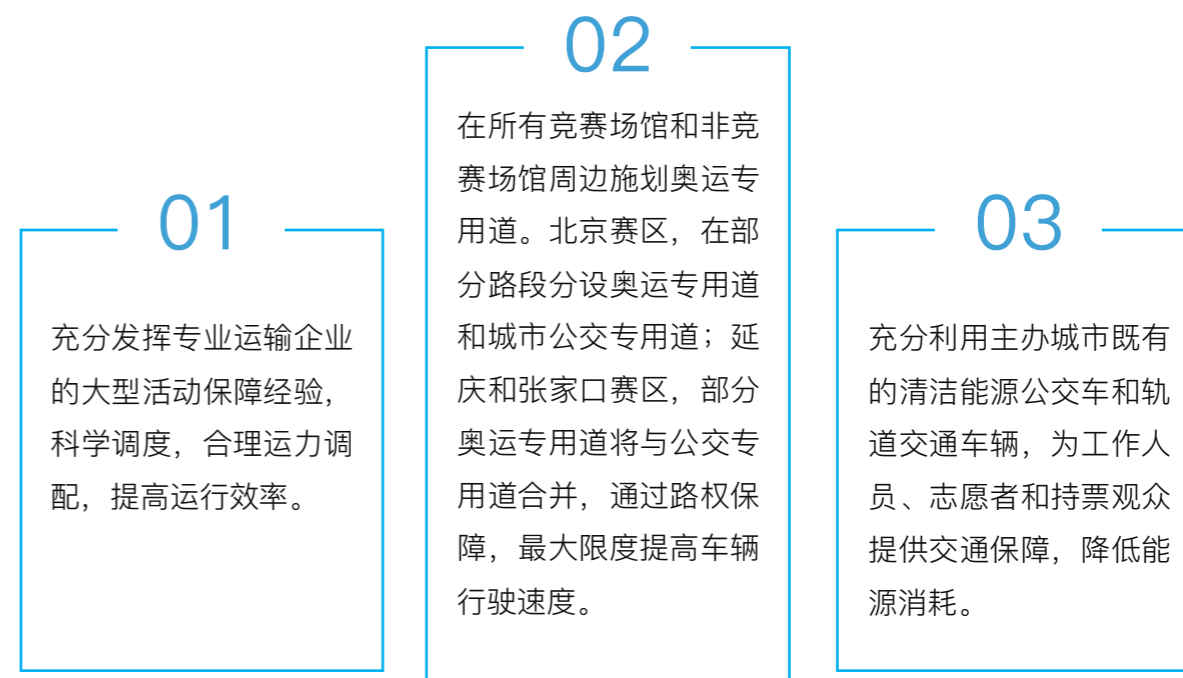 01
充分发挥专业运输企业
的大型活动保障经验，
科学调度，合理运力调
配，提高运行效率。
02
在所有竞赛场馆和非竞
赛场馆周边施划奥运专
用道。北京赛区，在部
分路段分设奥运专用道
和城市公交专用道；延
庆和张家口赛区，部分
奥运专用道将与公交专
用道合并，通过路权保
障，最大限度提高车辆
行驶速度。
03
充分利用主办城市既有
的清洁能源公交车和轨
道交通车辆，为工作人
员、志愿者和持票观众
提供交通保障，降低能
源消耗。